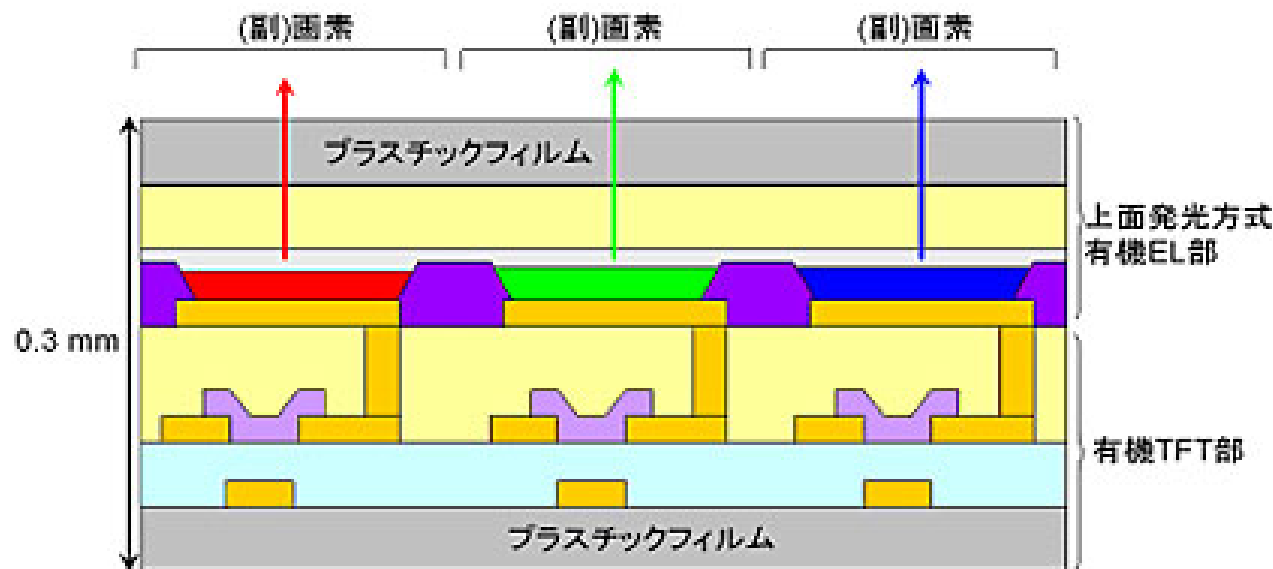 (副)画素
(副)画素
(副)画素
プラスチックフィルム
上面発光方式
有機EL部
0.3 mm
有機TFT部
プラスチックフィルム